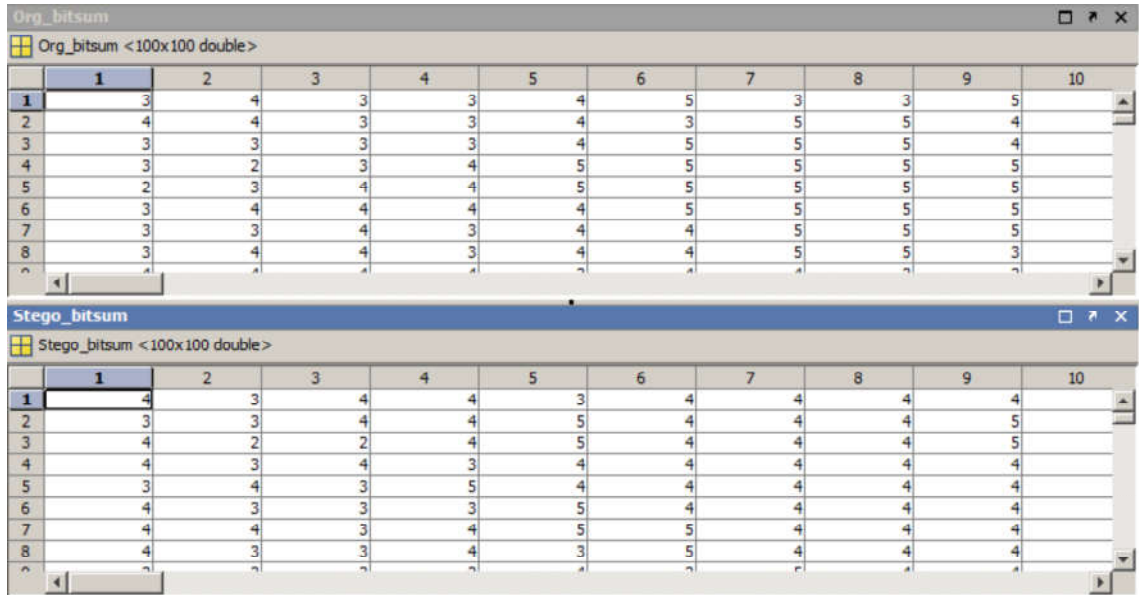 Org_bitsum
Org_bitsum <100x100 double>
1 2 3 4 5 6 7 8 9 10
1 3 4 3 3 4 5 3 3 5
2 4 4 3 3 4 3 5 5 4
3 3 3 3 3 4 5 5 5 4
4 3 2 3 4 5 5 5 5 5
5 2 3 4 4 5 5 5 5 5
6 3 4 4 4 4 5 5 5 5
7 3 3 4 3 4 4 5 5 5
8 3 4 4 3 4 4 5 5 3
Stego_bitsum
Stego_bitsum <100x100 double>
1 2 3 4 5 6 7 8 9 10
1 4 3 4 4 3 4 4 4 4
2 3 3 4 4 5 4 4 4 5
3 4 2 2 4 5 4 4 4 5
4 4 3 4 3 4 4 4 4 4
5 3 4 3 5 4 4 4 4 4
6 4 3 3 3 5 4 4 4 4
7 4 4 3 4 5 5 4 4 4
8 4 3 3 4 3 5 4 4 4